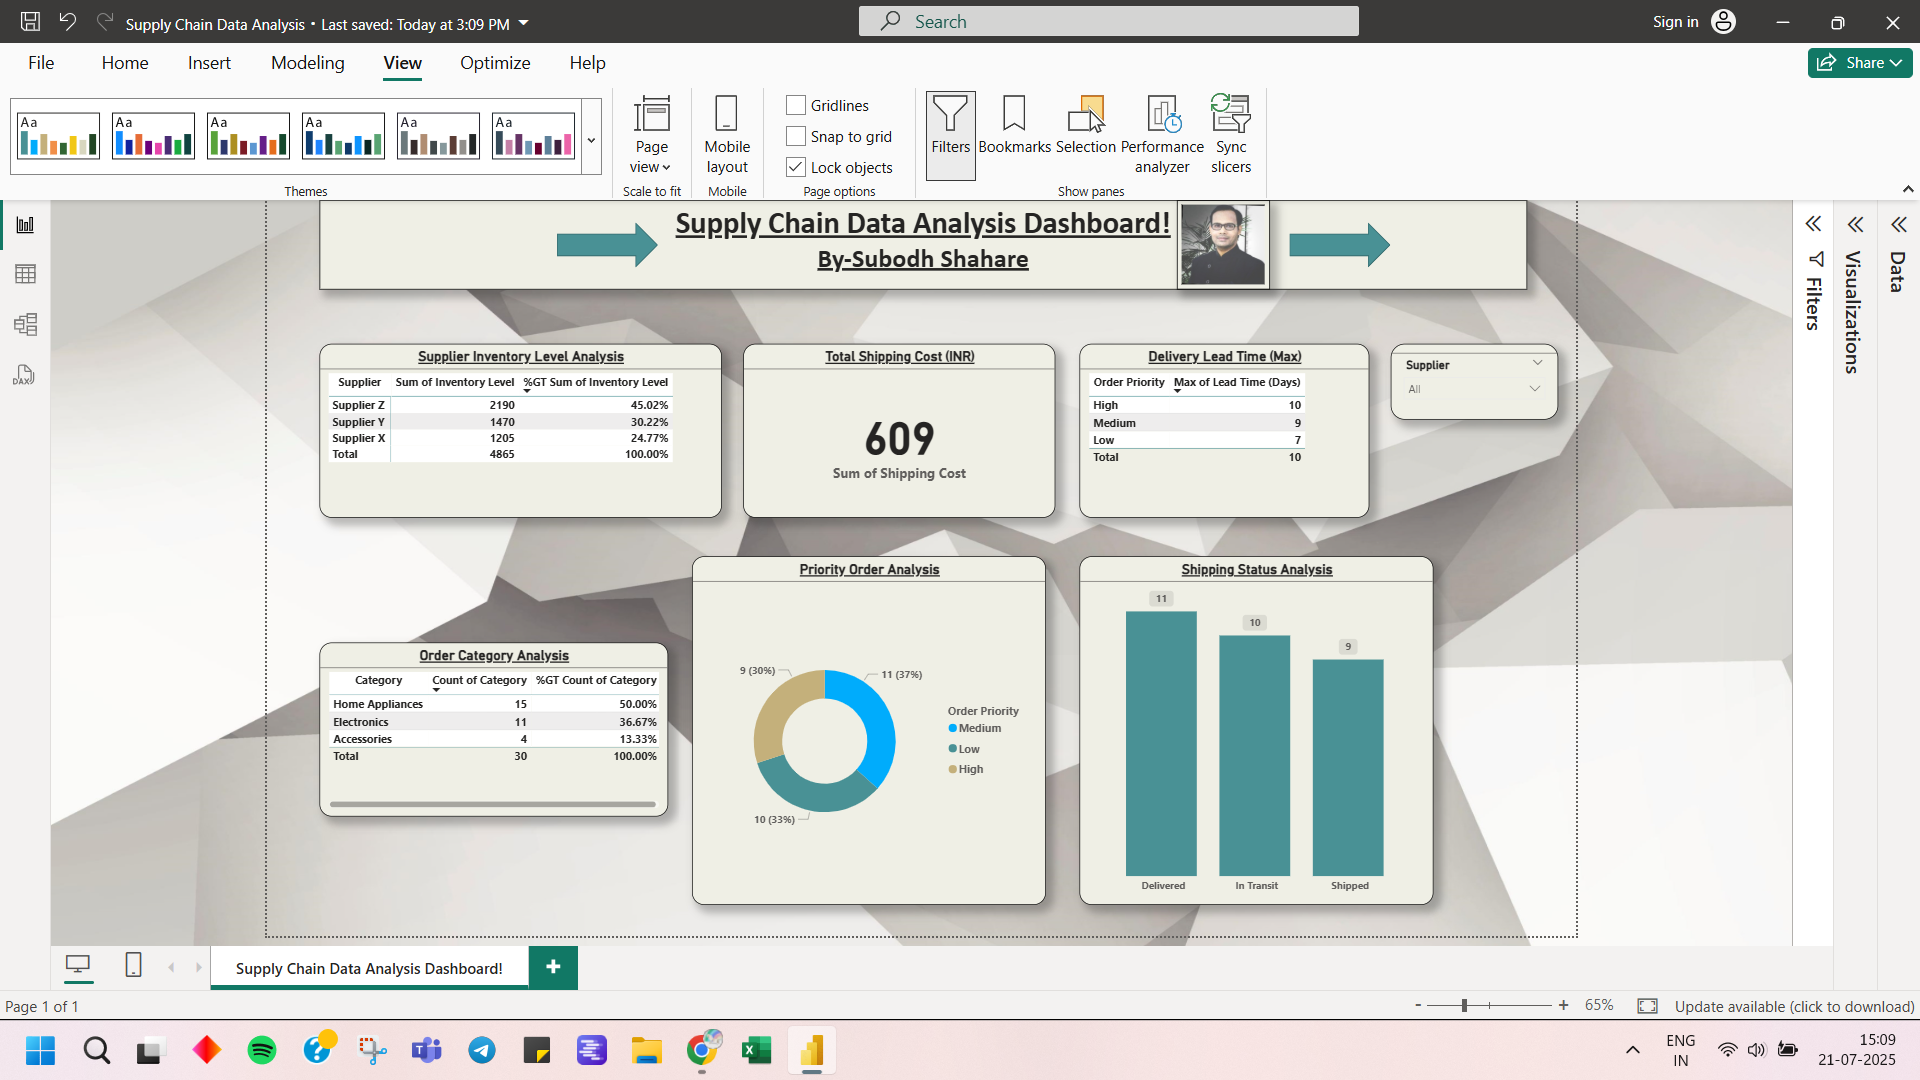 Supply Chain Data Analysis • Last saved: Today at 3:09 PM
Search
Sign in
File Home Insert Modeling View Optimize Help
Share
Aa Aa Aa Aa Aa Aa
Themes
Page view
Scale to fit
Mobile layout
Mobile
Gridlines
Snap to grid
Lock objects
Page options
Filters
Bookmarks
Selection
Performance analyzer
Sync slicers
Show panes
Supply Chain Data Analysis Dashboard!
By-Subodh Shahare
Supplier Inventory Level Analysis
Supplier Sum of Inventory Level %GT Sum of Inventory Level
Supplier Z 2190 45.02%
Supplier Y 1470 30.22%
Supplier X 1205 24.77%
Total 4865 100.00%
Total Shipping Cost (INR)
609
Sum of Shipping Cost
Delivery Lead Time (Max)
Order Priority Max of Lead Time (Days)
High 10
Medium 9
Low 7
Total 10
Supplier
All
Filters
Visualizations
Data
Order Category Analysis
Category Count of Category %GT Count of Category
Home Appliances 15 50.00%
Electronics 11 36.67%
Accessories 4 13.33%
Total 30 100.00%
Priority Order Analysis
9 (30%)
11 (37%)
10 (33%)
Order Priority
Medium
Low
High
Shipping Status Analysis
11
10
9
Delivered In Transit Shipped
DAX
Supply Chain Data Analysis Dashboard!
+
Page 1 of 1
- + 65%
Update available (click to download)
ENG
IN
15:09
21-07-2025